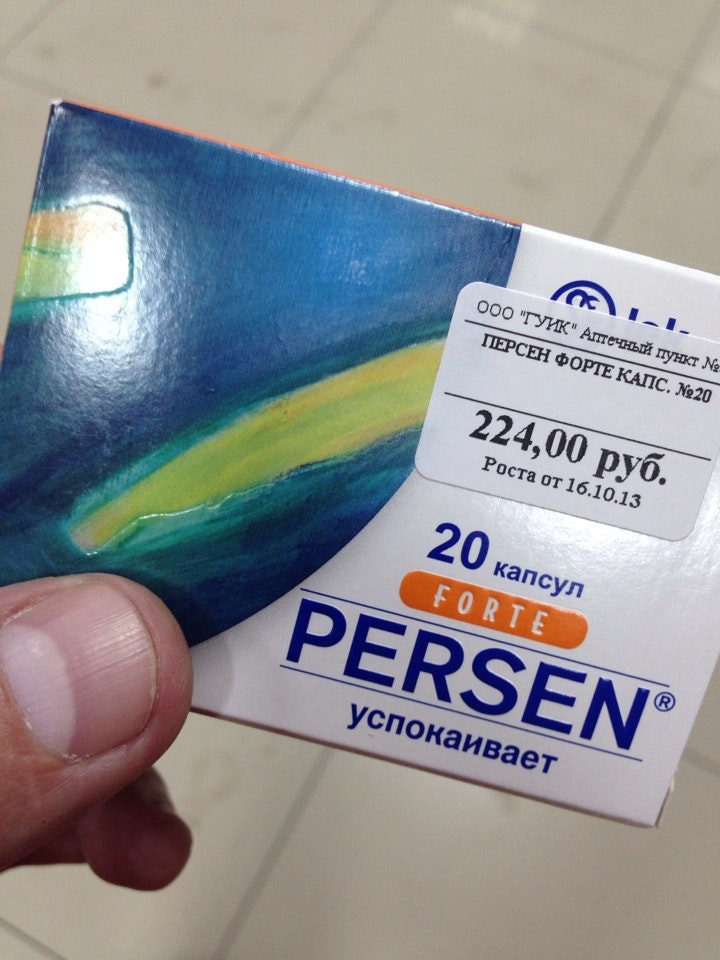 ООО "ГУИК" Аптечный пункт №
ПЕРСЕН ФОРТЕ КАПС. №20
224,00 руб.
Роста от 16.10.13
20 капсул
FORTE
PERSEN®
успокаивает